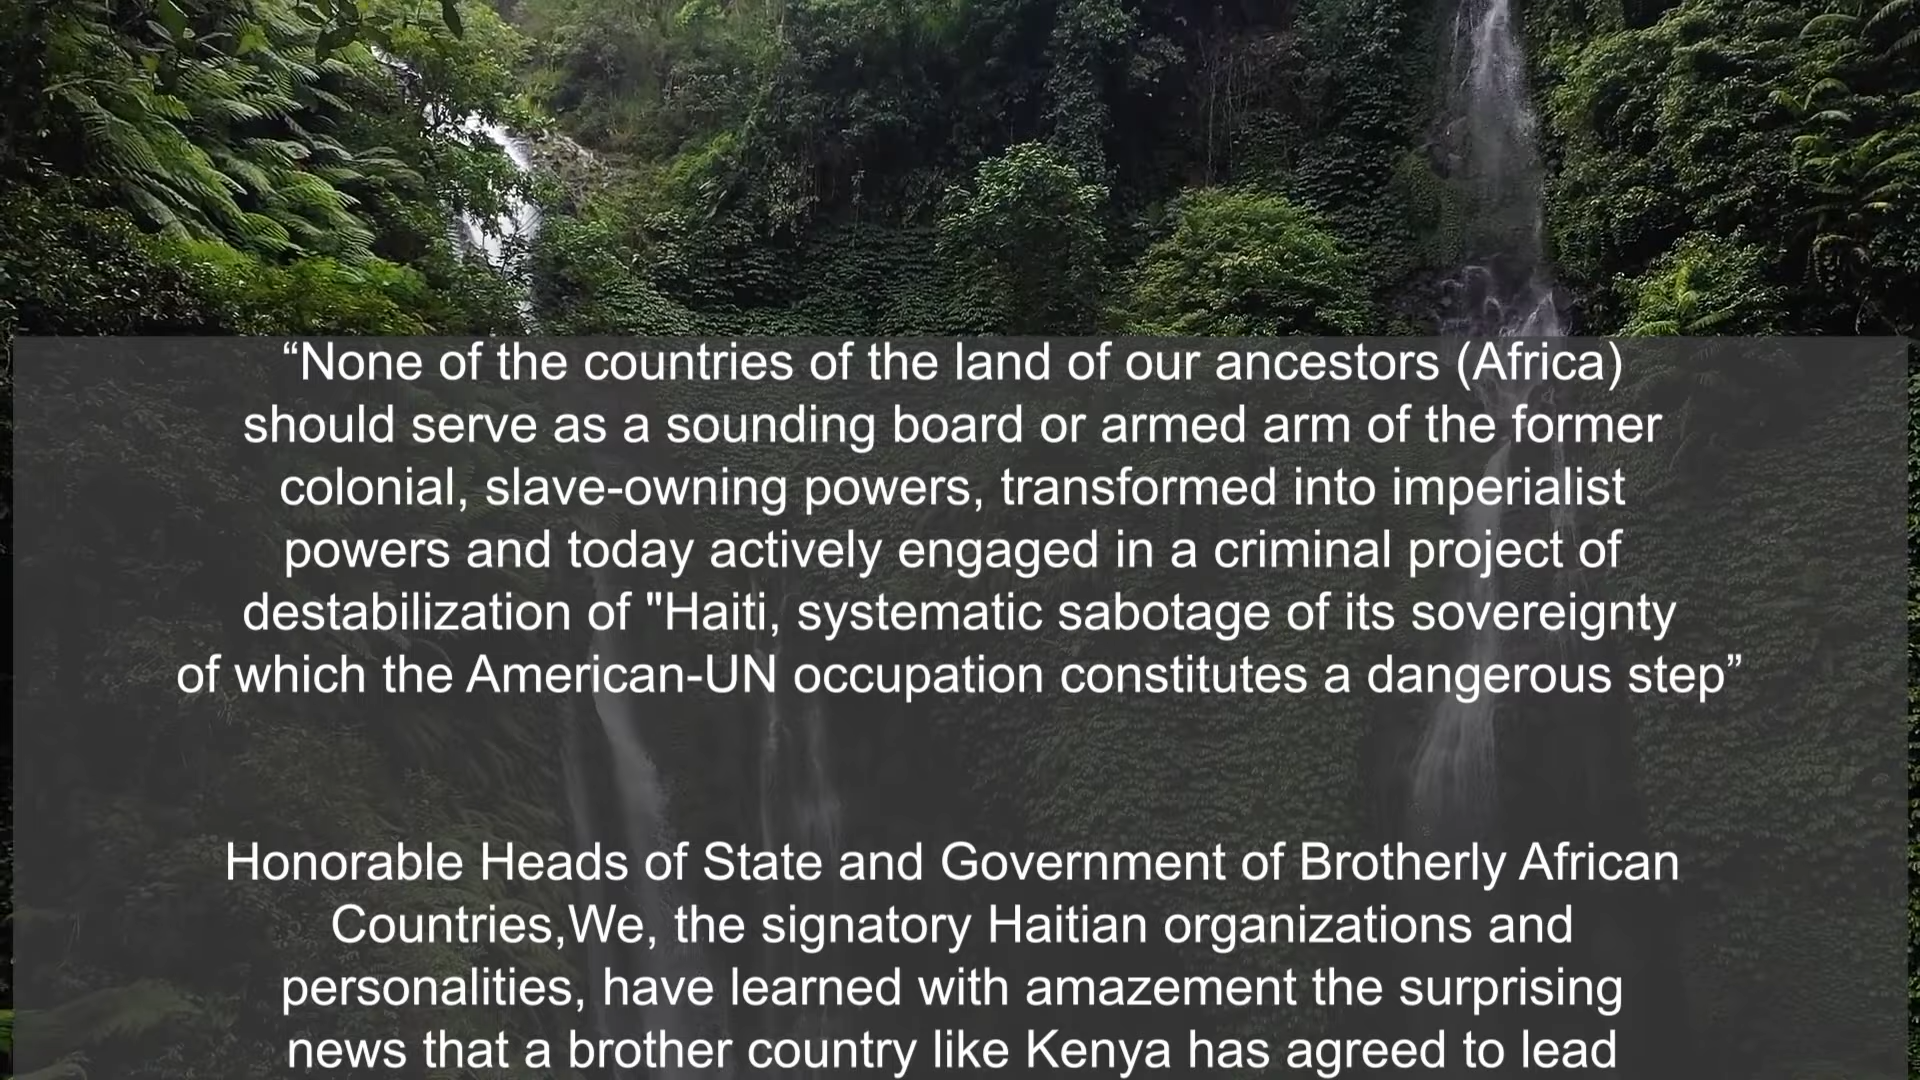 “None of the countries of the land of our ancestors (Africa)
should serve as a sounding board or armed arm of the former
colonial, slave-owning powers, transformed into imperialist
powers and today actively engaged in a criminal project of
destabilization of "Haiti, systematic sabotage of its sovereignty
of which the American-UN occupation constitutes a dangerous step”
Honorable Heads of State and Government of Brotherly African
Countries,We, the signatory Haitian organizations and
personalities, have learned with amazement the surprising
news that a brother country like Kenya has agreed to lead